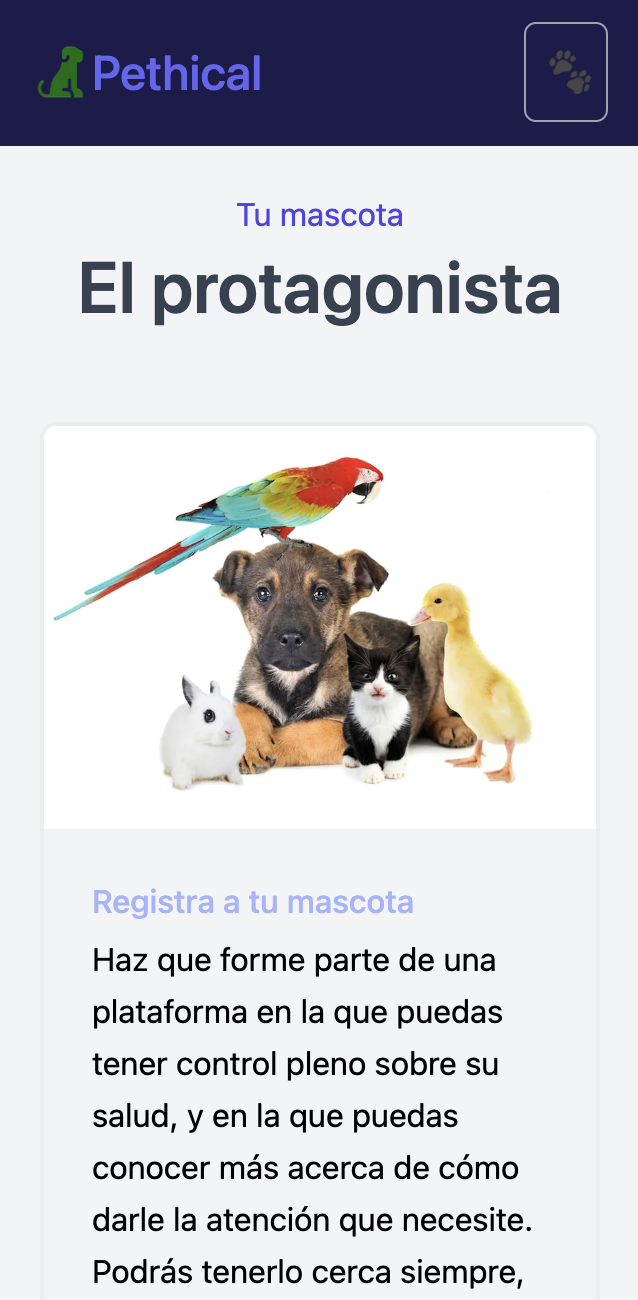 Pethical
Tu mascota
El protagonista
Registra a tu mascota
Haz que forme parte de una
plataforma en la que puedas
tener control pleno sobre su
salud, y en la que puedas
conocer más acerca de cómo
darle la atención que necesite.
Podrás tenerlo cerca siempre,